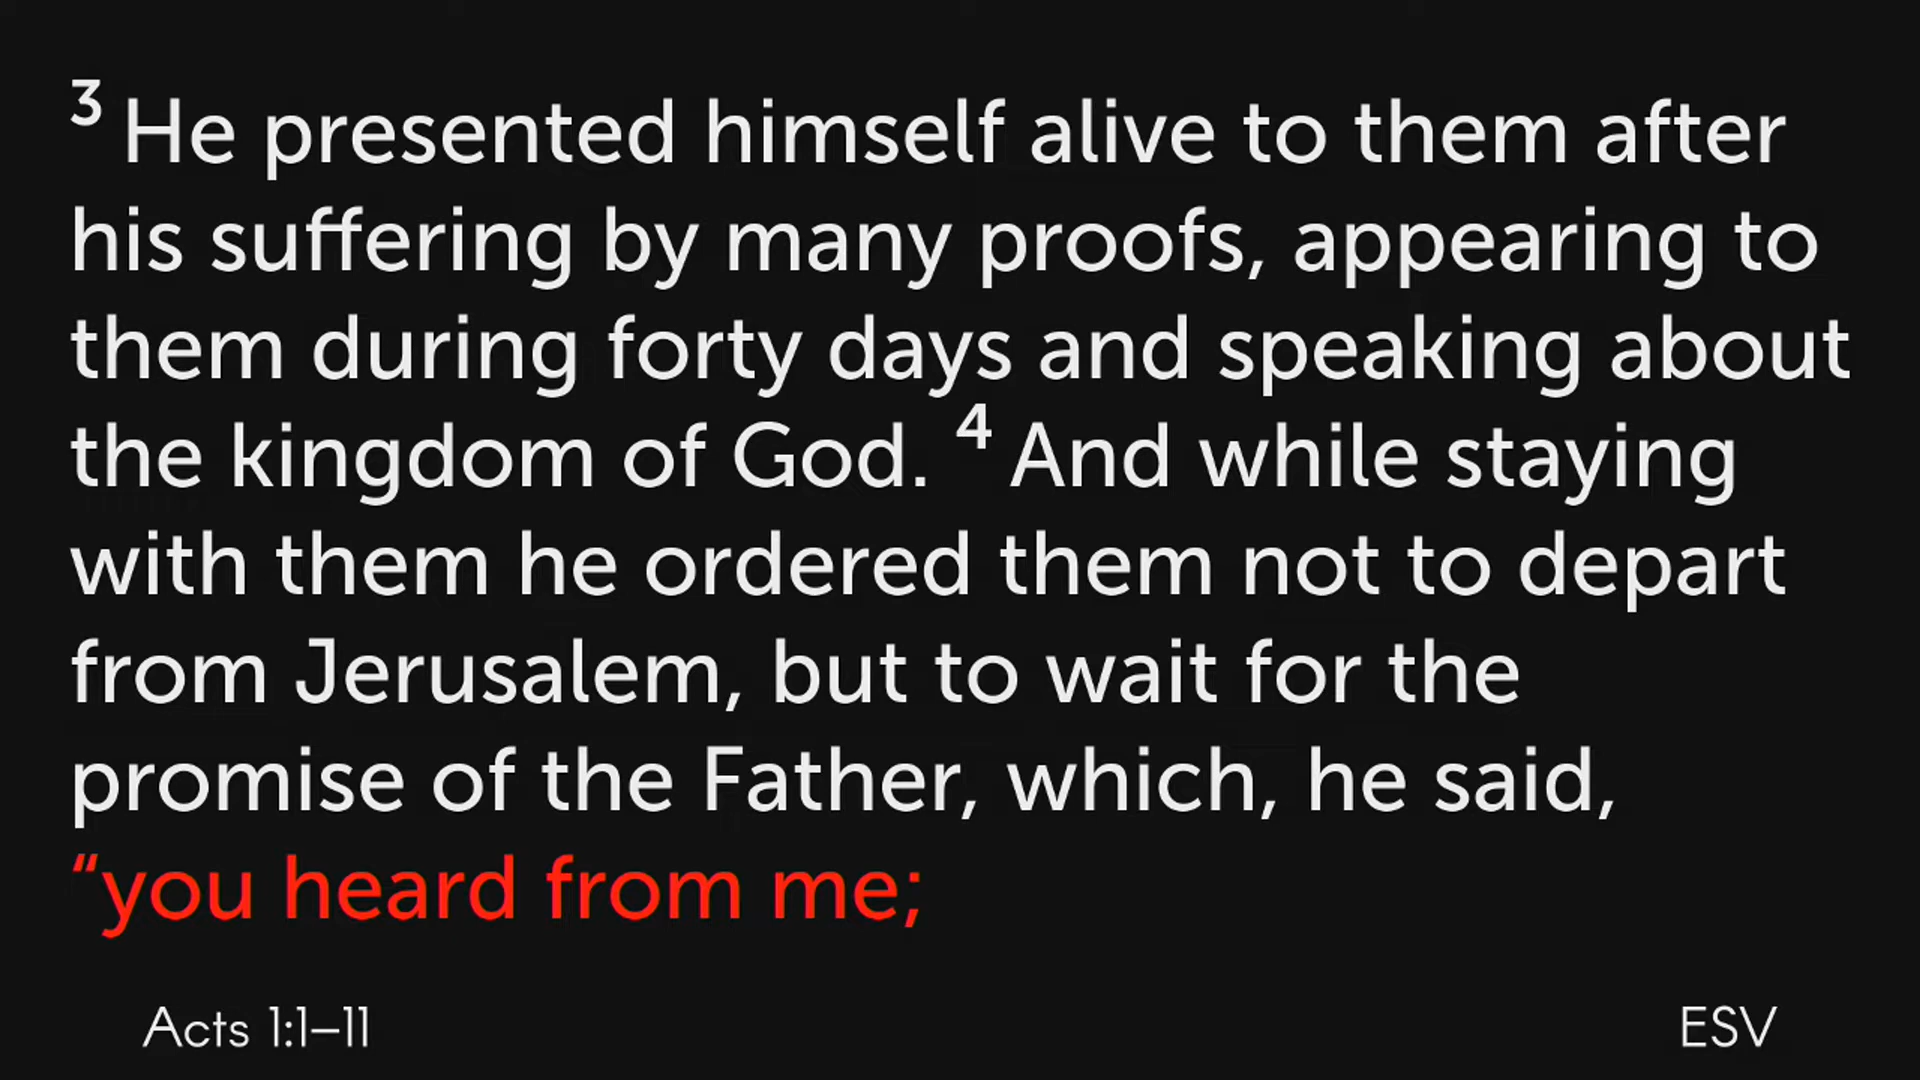 3 He presented himself alive to them after
his suffering by many proofs, appearing to
them during forty days and speaking about
the kingdom of God. 4 And while staying
with them he ordered them not to depart
from Jerusalem, but to wait for the
promise of the Father, which, he said,
“you heard from me;
Acts 1:1–11
ESV